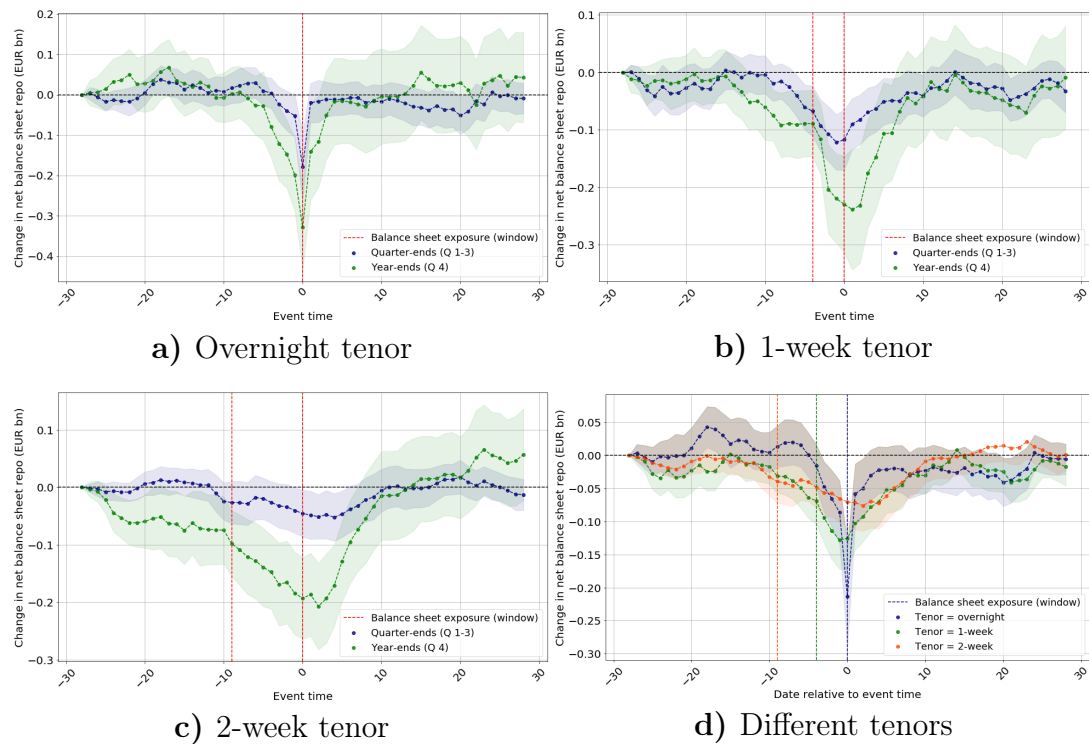 0.2
0.1
0.0
−0.1
−0.2
−0.3
−0.4
Change in net balance sheet repo (EUR bn)
Balance sheet exposure (window)
Quarter-ends (Q 1-3)
Year-ends (Q 4)
−30
−20
−10
0
10
20
30
Event time
a) Overnight tenor
0.1
0.0
−0.1
−0.2
−0.3
Change in net balance sheet repo (EUR bn)
Balance sheet exposure (window)
Quarter-ends (Q 1-3)
Year-ends (Q 4)
−30
−20
−10
0
10
20
30
Event time
b) 1-week tenor
0.1
0.0
−0.1
−0.2
−0.3
Change in net balance sheet repo (EUR bn)
Balance sheet exposure (window)
Quarter-ends (Q 1-3)
Year-ends (Q 4)
−30
−20
−10
0
10
20
30
Event time
c) 2-week tenor
0.05
0.00
−0.05
−0.10
−0.15
−0.20
−0.25
−0.30
Change in net balance sheet repo (EUR bn)
Balance sheet exposure (window)
Tenor = overnight
Tenor = 1-week
Tenor = 2-week
−30
−20
−10
0
10
20
30
Date relative to event time
d) Different tenors